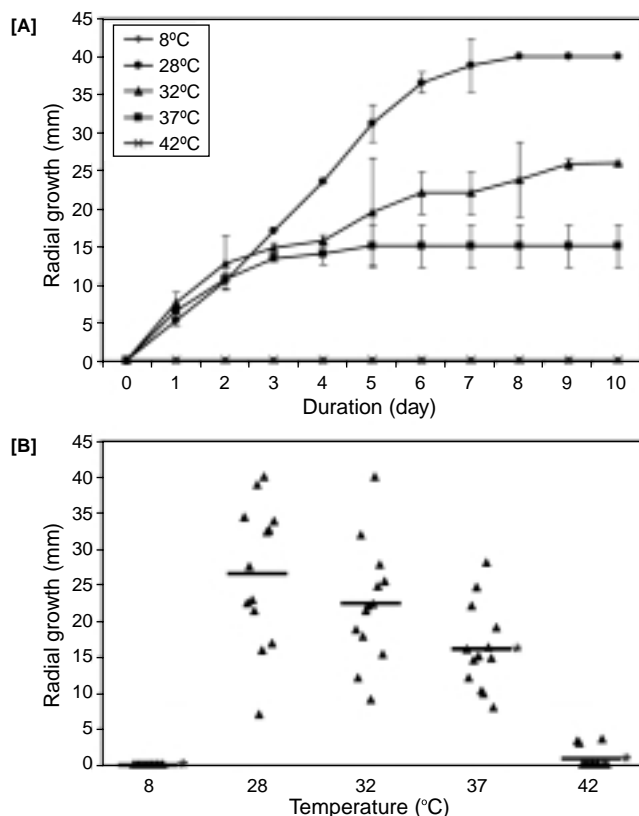 [A]
45
40
35
30
25
20
15
10
5
0
Radial growth (mm)
8ºC
28ºC
32ºC
37ºC
42ºC
0 1 2 3 4 5 6 7 8 9 10
Duration (day)
[B]
45
40
35
30
25
20
15
10
5
0
Radial growth (mm)
8 28 32 37 42
Temperature (ºC)